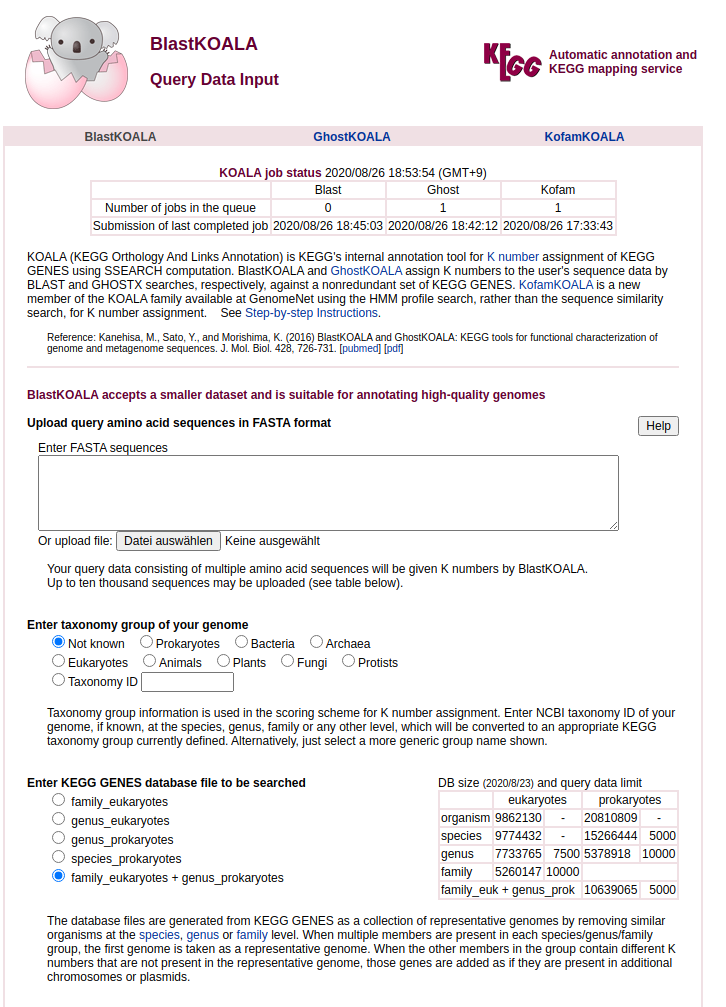 BlastKOALA
Query Data Input
KEGG
Automatic annotation and
KEGG mapping service
BlastKOALA GhostKOALA KofamKOALA
KOALA job status 2020/08/26 18:53:54 (GMT+9)
Blast Ghost Kofam
Number of jobs in the queue 0 1 1
Submission of last completed job 2020/08/26 18:45:03 2020/08/26 18:42:12 2020/08/26 17:33:43
KOALA (KEGG Orthology And Links Annotation) is KEGG's internal annotation tool for K number assignment of KEGG
GENES using SSEARCH computation. BlastKOALA and GhostKOALA assign K numbers to the user's sequence data by
BLAST and GHOSTX searches, respectively, against a nonredundant set of KEGG GENES. KofamKOALA is a new
member of the KOALA family available at GenomeNet using the HMM profile search, rather than the sequence similarity
search, for K number assignment. See Step-by-step Instructions.
Reference: Kanehisa, M., Sato, Y., and Morishima, K. (2016) BlastKOALA and GhostKOALA: KEGG tools for functional characterization of
genome and metagenome sequences. J. Mol. Biol. 428, 726-731. [pubmed] [pdf]
BlastKOALA accepts a smaller dataset and is suitable for annotating high-quality genomes
Upload query amino acid sequences in FASTA format
Help
Enter FASTA sequences
Or upload file: Datei auswählen Keine ausgewählt
Your query data consisting of multiple amino acid sequences will be given K numbers by BlastKOALA.
Up to ten thousand sequences may be uploaded (see table below).
Enter taxonomy group of your genome
Not known Prokaryotes Bacteria Archaea
Eukaryotes Animals Plants Fungi Protists
Taxonomy ID
Taxonomy group information is used in the scoring scheme for K number assignment. Enter NCBI taxonomy ID of your
genome, if known, at the species, genus, family or any other level, which will be converted to an appropriate KEGG
taxonomy group currently defined. Alternatively, just select a more generic group name shown.
Enter KEGG GENES database file to be searched
family_eukaryotes
genus_eukaryotes
genus_prokaryotes
species_prokaryotes
family_eukaryotes + genus_prokaryotes
DB size (2020/8/23) and query data limit
eukaryotes prokaryotes
organism 9862130 - 20810809 -
species 9774432 - 15266444 5000
genus 7733765 7500 5378918 10000
family 5260147 10000
family_euk + genus_prok 10639065 5000
The database files are generated from KEGG GENES as a collection of representative genomes by removing similar
organisms at the species, genus or family level. When multiple members are present in each species/genus/family
group, the first genome is taken as a representative genome. When the other members in the group contain different K
numbers that are not present in the representative genome, those genes are added as if they are present in additional
chromosomes or plasmids.